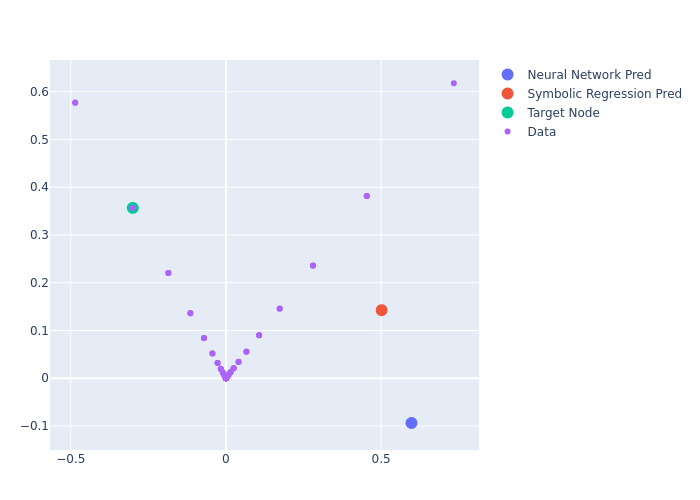 Neural Network Pred
Symbolic Regression Pred
Target Node
Data
0.6
0.5
0.4
0.3
0.2
0.1
0
−0.1
−0.5
0
0.5